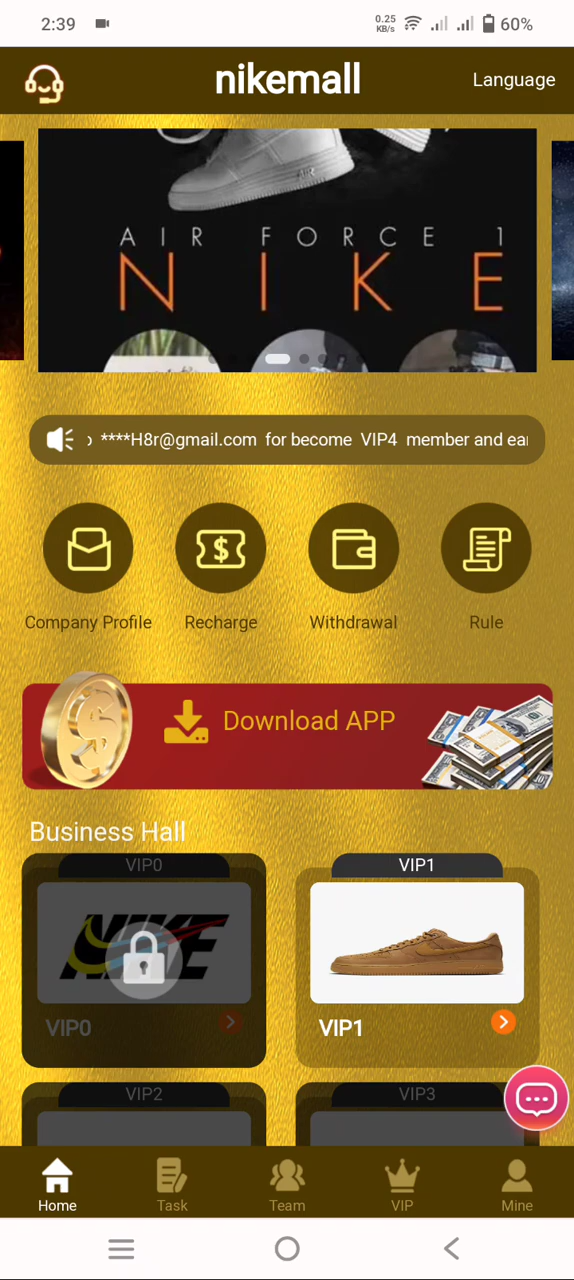 2:39
0.25
KB/s
60%
nikemall
Language
AIR FORCE 1
NIKE
****H8r@gmail.com for become VIP4 member and
Company Profile
Recharge
Withdrawal
Rule
Download APP
Business Hall
VIP0
VIP1
NIKE
VIP0
VIP1
VIP2
VIP3
Home
Task
Team
VIP
Mine